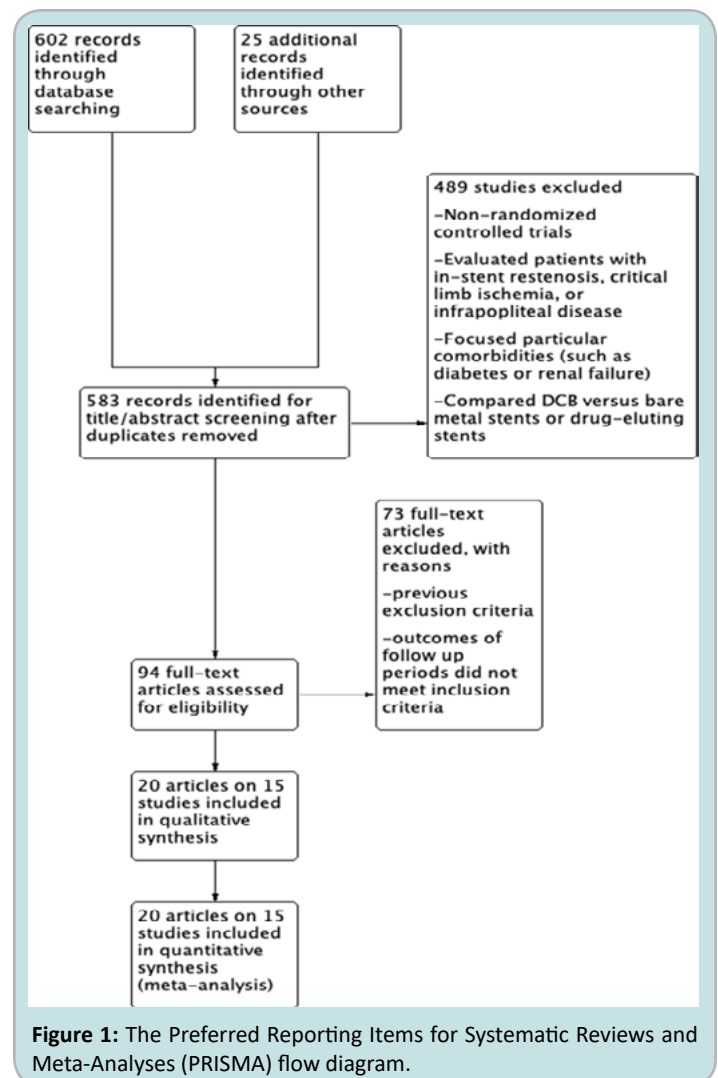 602 records
identified
through
database
searching
25 additional
records
identified
through other
sources
489 studies excluded
-Non-randomized
controlled trials
-Evaluated patients with
in-stent restenosis, critical
limb ischemia, or
infrapopliteal disease
-Focused particular
comorbidities (such as
diabetes or renal failure)
-Compared DCB versus bare
metal stents or drug-eluting
stents
583 records identified for
title/abstract screening after
duplicates removed
73 full-text
articles
excluded, with
reasons
-previous
exclusion criteria
-outcomes of
follow up
periods did not
meet inclusion
criteria
94 full-text
articles assessed
for eligibility
20 articles on 15
studies included
in qualitative
synthesis
20 articles on 15
studies included
in quantitative
synthesis
(meta-analysis)
Figure 1: The Preferred Reporting Items for Systematic Reviews and
Meta-Analyses (PRISMA) flow diagram.